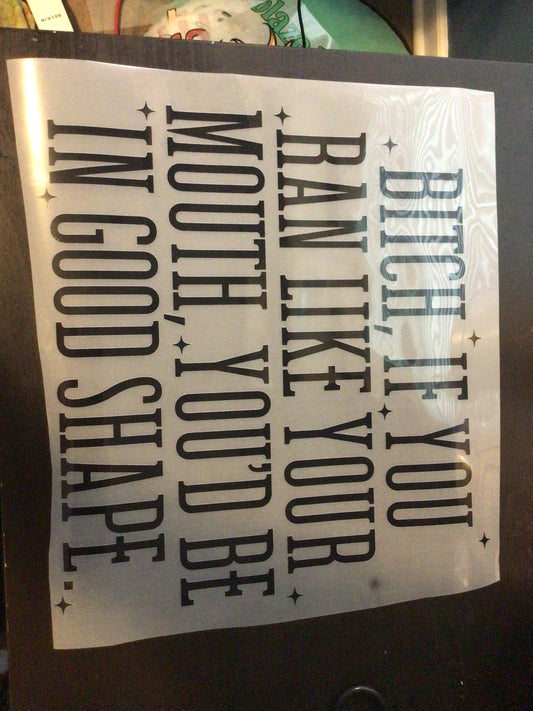 BITCH, IF YOU
RAN LIKE YOUR
MOUTH, YOU'D BE
IN GOOD SHAPE.